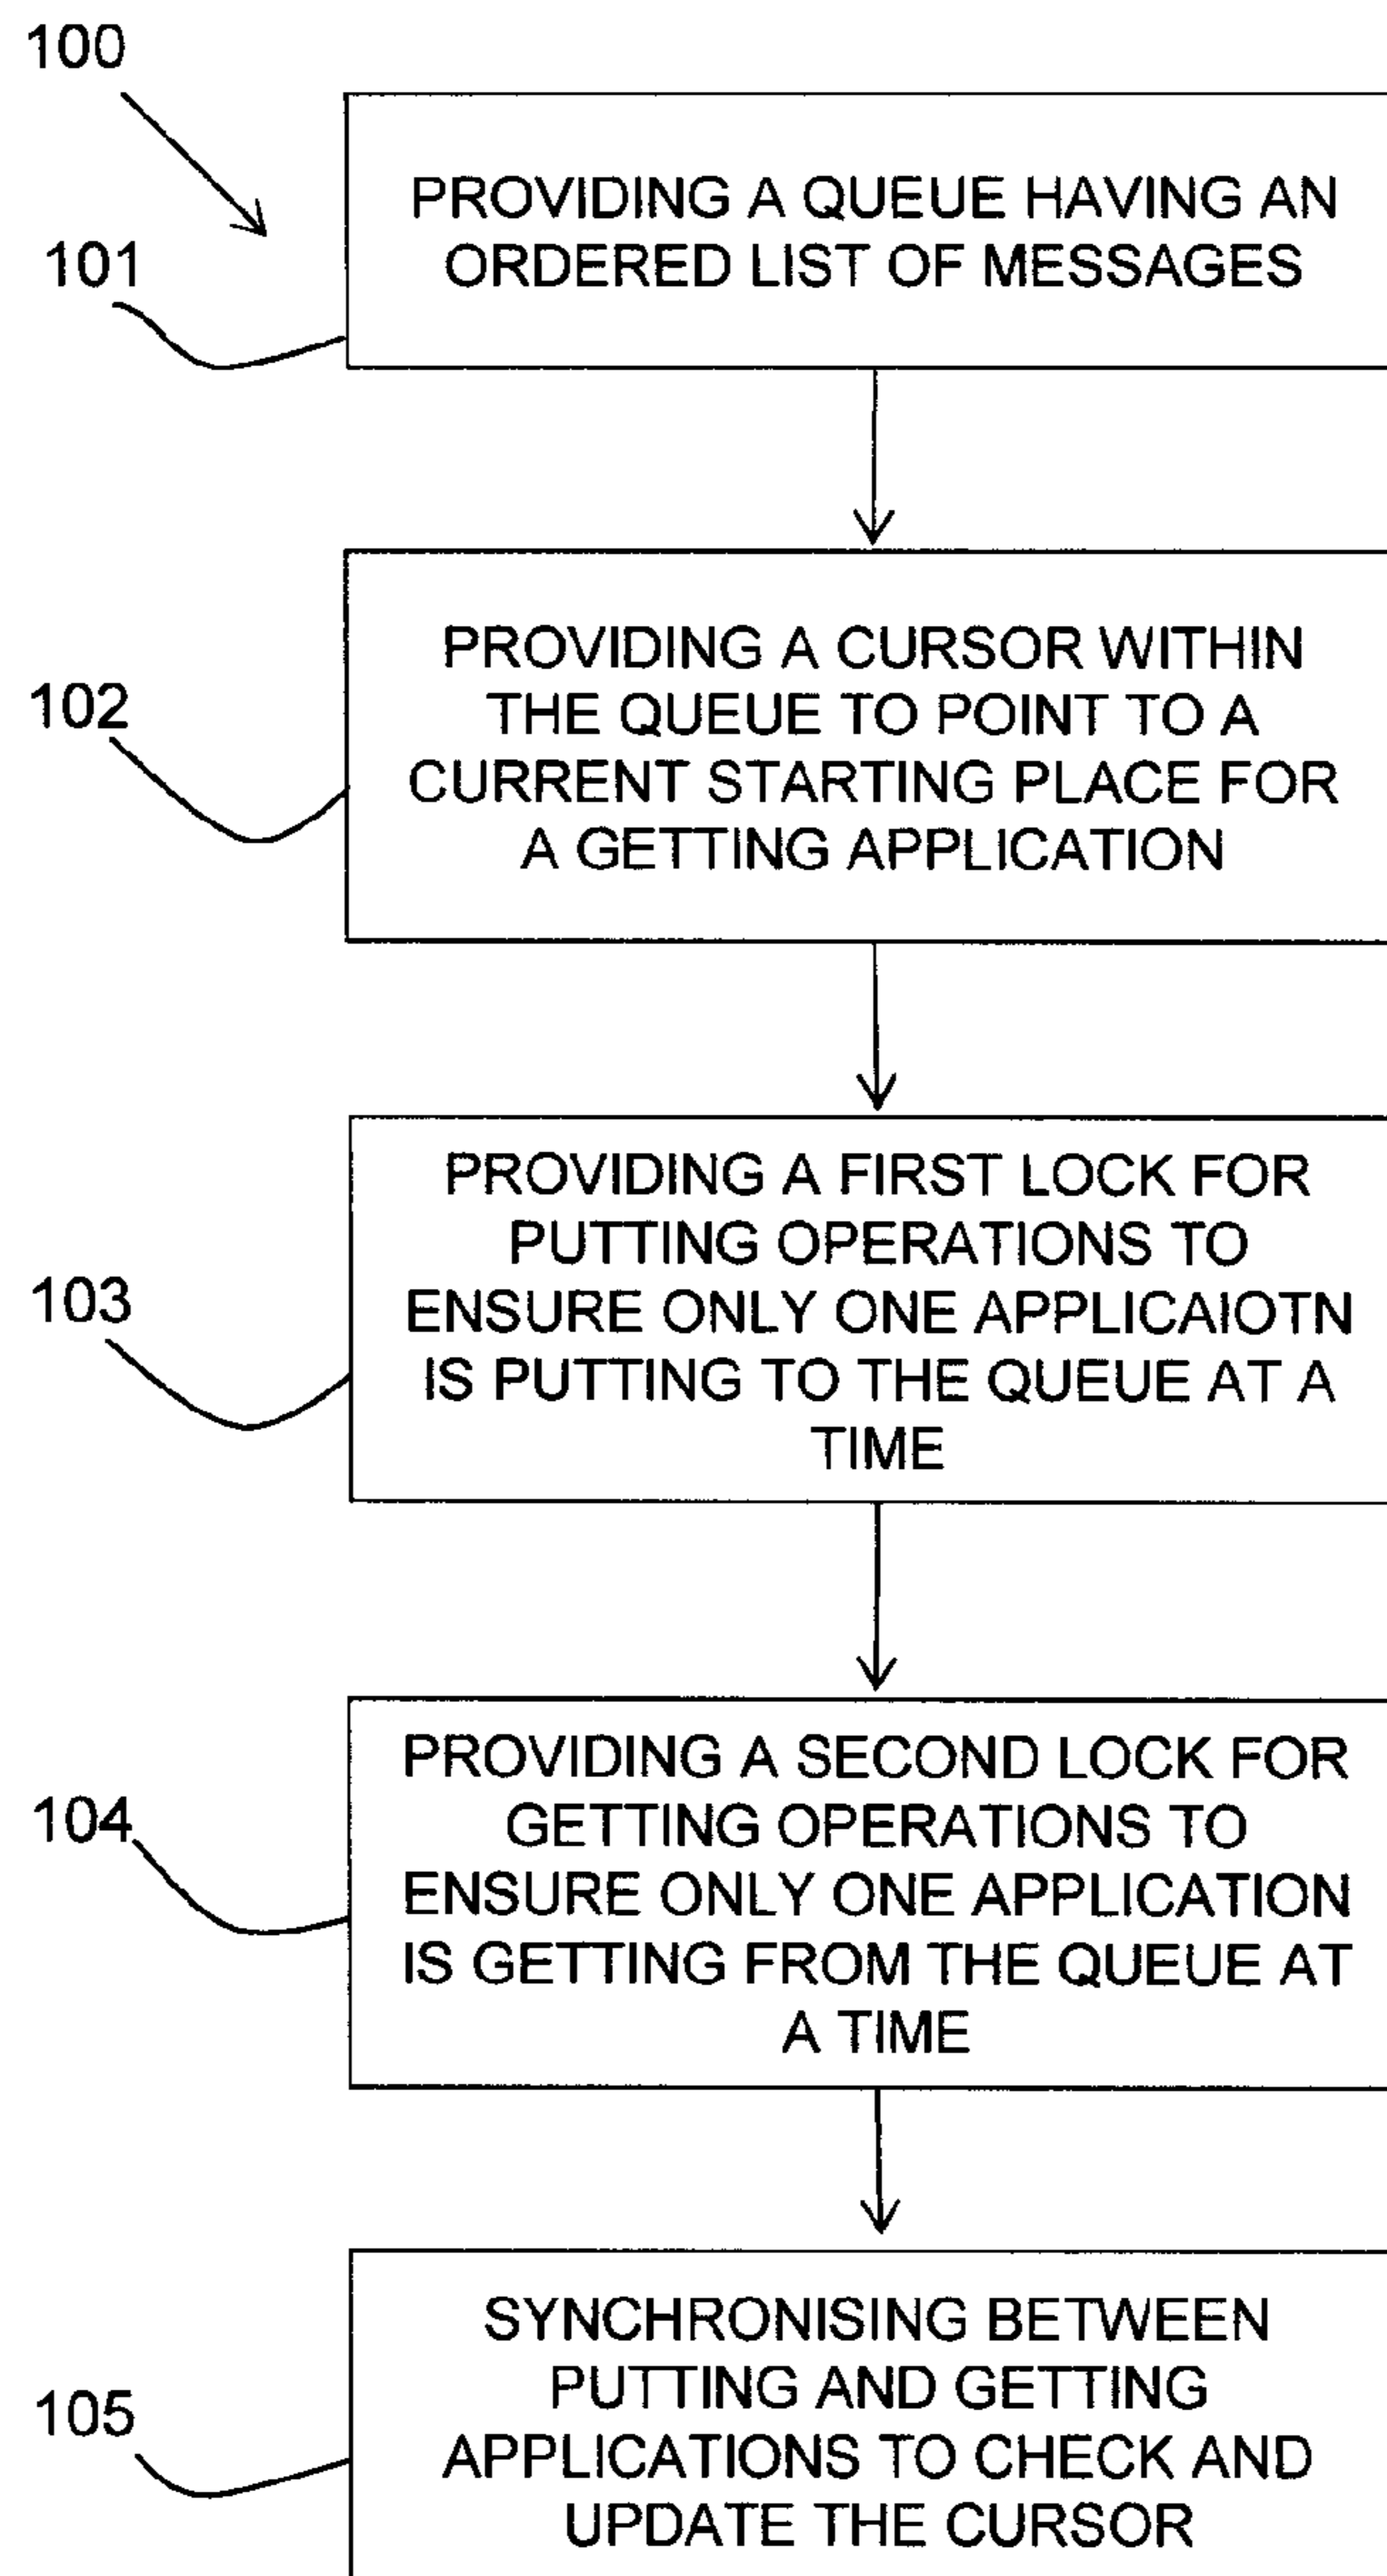 100
PROVIDING A QUEUE HAVING AN
ORDERED LIST OF MESSAGES
101
PROVIDING A CURSOR WITHIN
THE QUEUE TO POINT TO A
CURRENT STARTING PLACE FOR
A GETTING APPLICATION
102
PROVIDING A FIRST LOCK FOR
PUTTING OPERATIONS TO
ENSURE ONLY ONE APPLICAIOTN
IS PUTTING TO THE QUEUE AT A
TIME
103
PROVIDING A SECOND LOCK FOR
GETTING OPERATIONS TO
ENSURE ONLY ONE APPLICATION
IS GETTING FROM THE QUEUE AT
A TIME
104
SYNCHRONISING BETWEEN
PUTTING AND GETTING
APPLICATIONS TO CHECK AND
UPDATE THE CURSOR
105